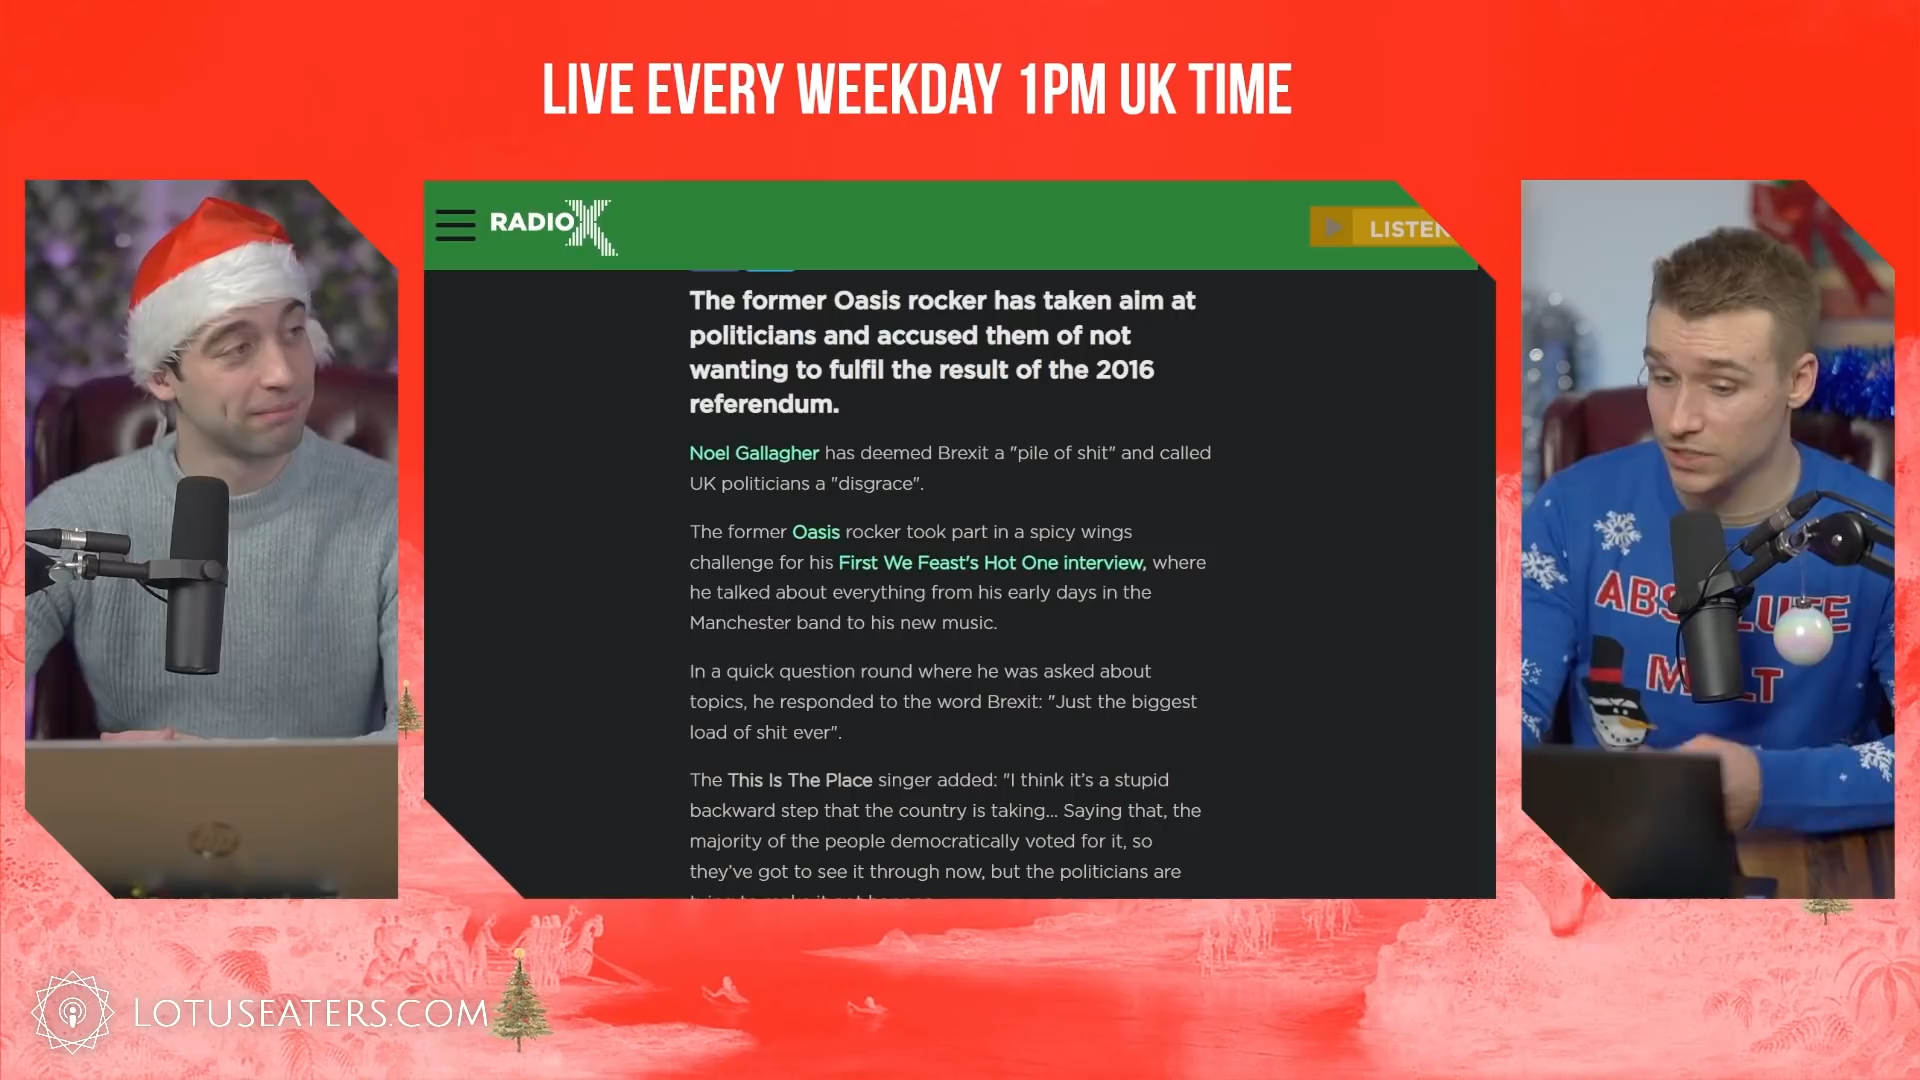 LIVE EVERY WEEKDAY 1PM UK TIME
RADIO X
LISTEN
The former Oasis rocker has taken aim at
politicians and accused them of not
wanting to fulfil the result of the 2016
referendum.
Noel Gallagher has deemed Brexit a "pile of shit" and called
UK politicians a "disgrace".
The former Oasis rocker took part in a spicy wings
challenge for his First We Feast's Hot One interview, where
he talked about everything from his early days in the
Manchester band to his new music.
In a quick question round where he was asked about
topics, he responded to the word Brexit: "Just the biggest
load of shit ever".
The This Is The Place singer added: "I think it's a stupid
backward step that the country is taking... Saying that, the
majority of the people democratically voted for it, so
they've got to see it through now, but the politicians are
hp
LOTUSEATERS.COM